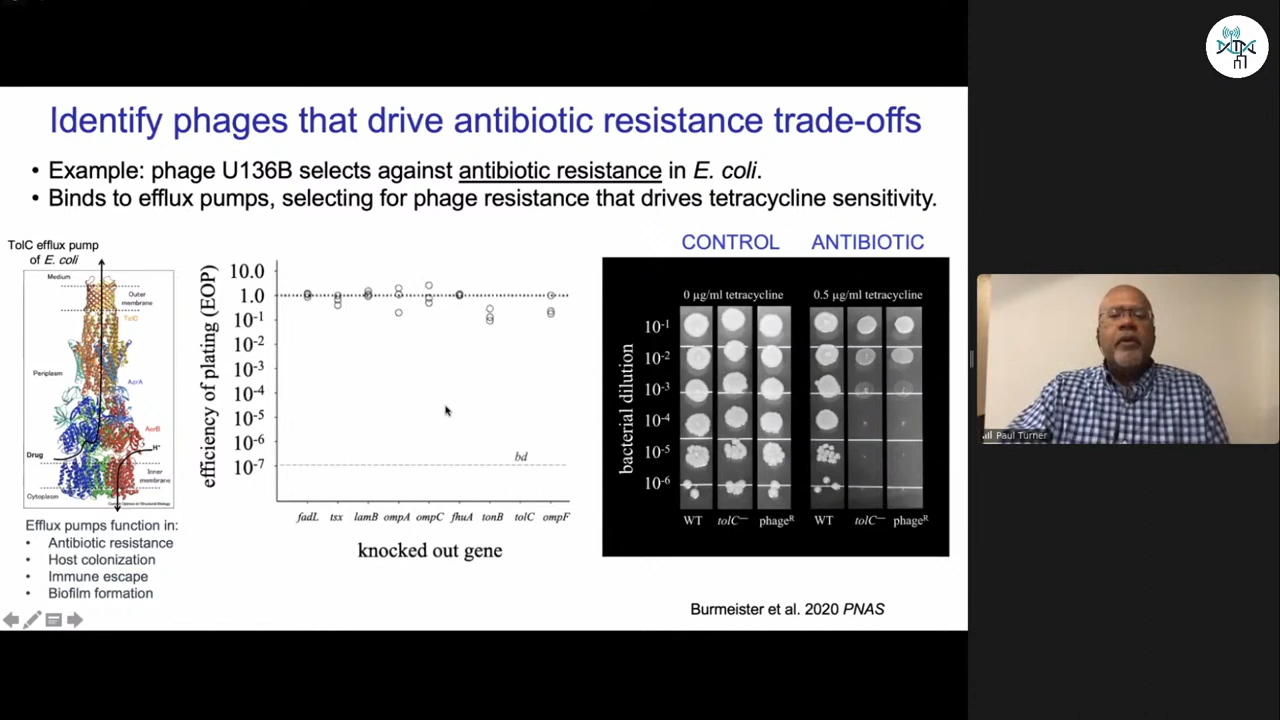 Identify phages that drive antibiotic resistance trade-offs
• Example: phage U136B selects against antibiotic resistance in E. coli.
• Binds to efflux pumps, selecting for phage resistance that drives tetracycline sensitivity.
TolC efflux pump
of E. coli
Medium
Outer
membrane
TolC
Periplasm
AcrA
AcrB
Drug
H⁺
Inner
membrane
Cytoplasm
Efflux pumps function in:
• Antibiotic resistance
• Host colonization
• Immune escape
• Biofilm formation
efficiency of plating (EOP)
10.0
1.0
10⁻¹
10⁻²
10⁻³
10⁻⁴
10⁻⁵
10⁻⁶
10⁻⁷
bd
fadL tsx lamB ompA ompC fhuA tonB tolC ompF
knocked out gene
CONTROL ANTIBIOTIC
0 µg/ml tetracycline 0.5 µg/ml tetracycline
bacterial dilution
10⁻¹
10⁻²
10⁻³
10⁻⁴
10⁻⁵
10⁻⁶
WT tolC⁻ phageᴿ WT tolC⁻ phageᴿ
Burmeister et al. 2020 PNAS
Paul Turner